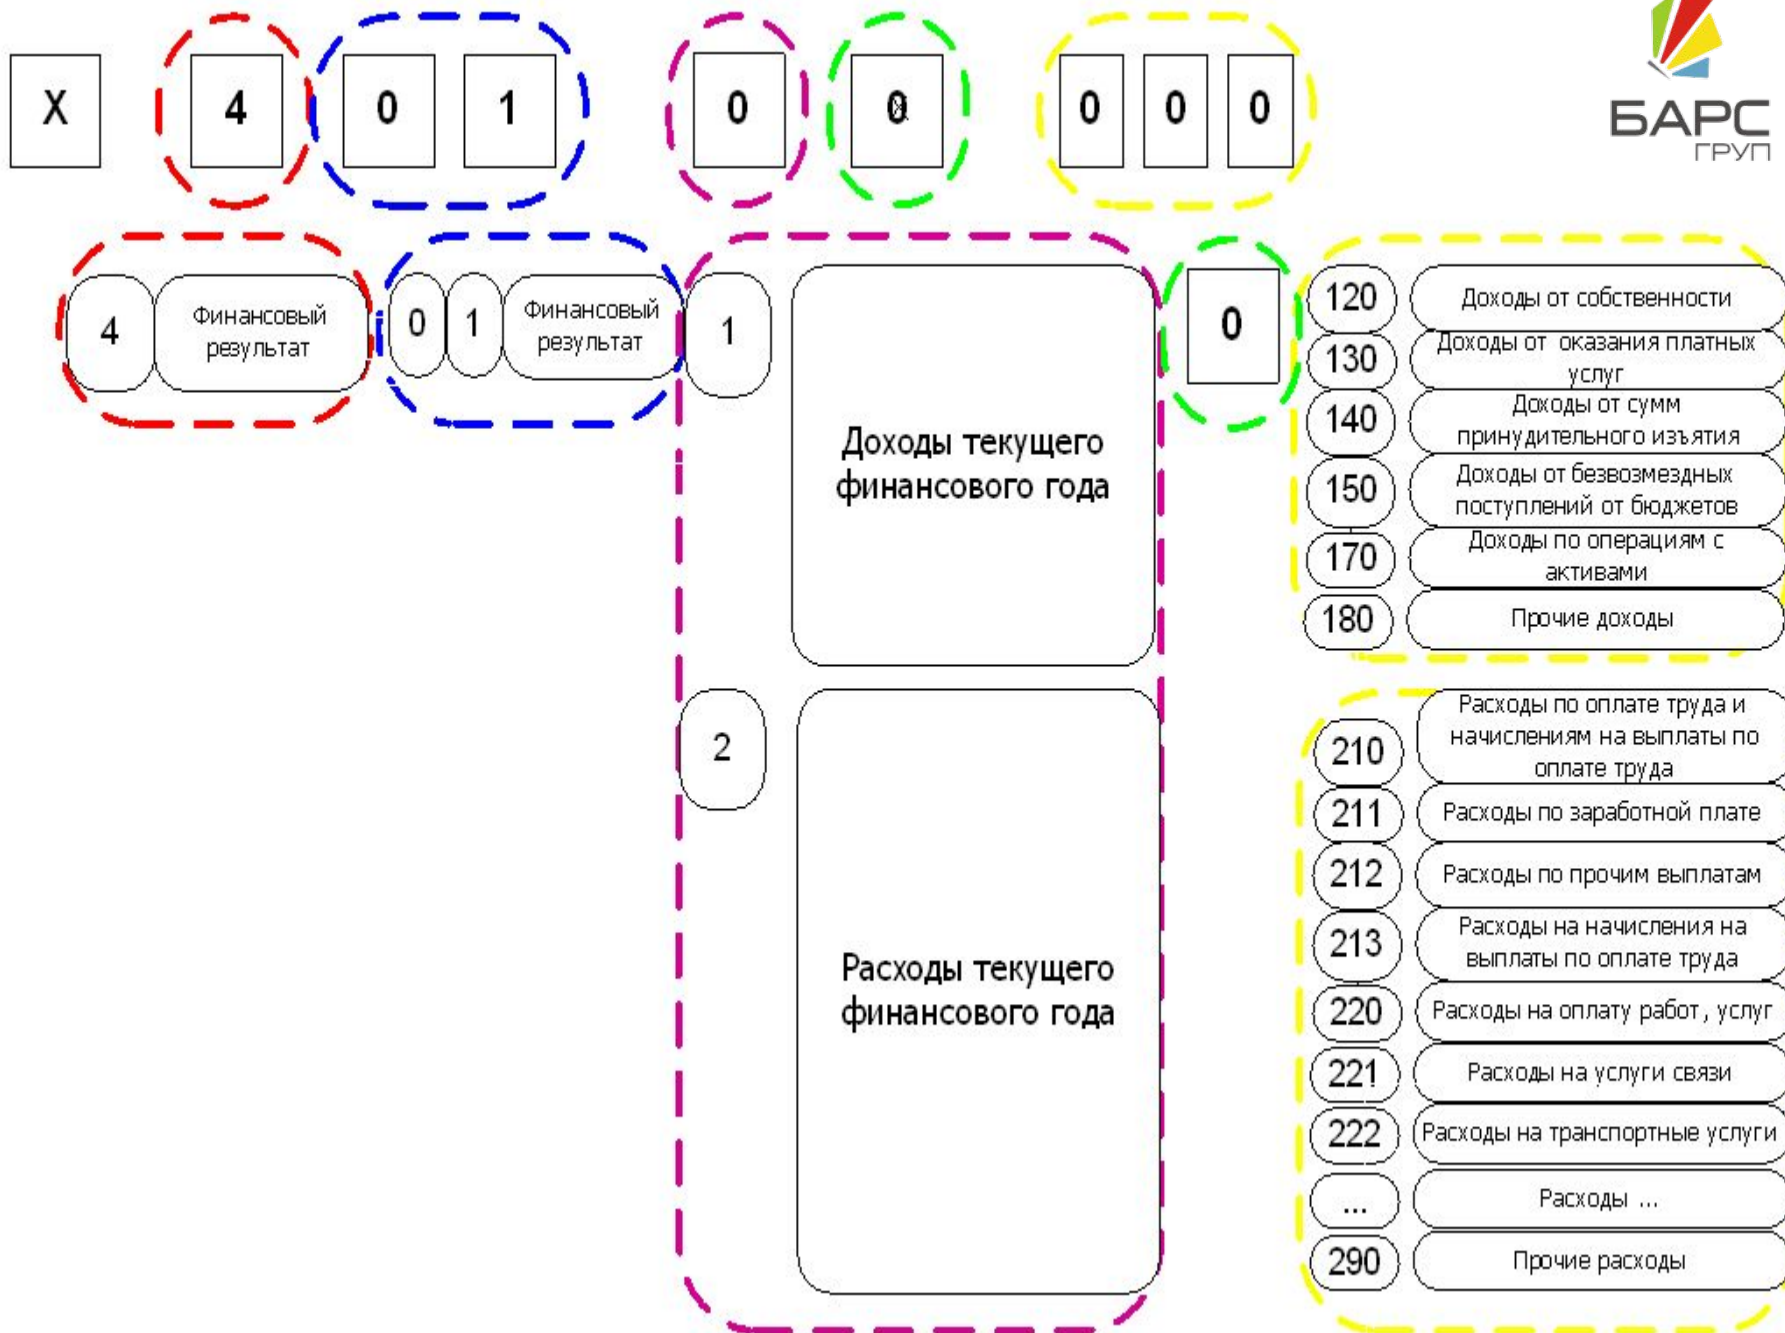 X 4 0 1 0 0 0 0 0
БАРС
ГРУП
4
Финансовый
результат
0 1
Финансовый
результат
1
Доходы текущего
финансового года
0
120 Доходы от собственности
130 Доходы от оказания платных
услуг
140 Доходы от сумм
принудительного изъятия
150 Доходы от безвозмездных
поступлений от бюджетов
170 Доходы по операциям с
активами
180 Прочие доходы
2
Расходы текущего
финансового года
210 Расходы по оплате труда и
начислениям на выплаты по
оплате труда
211 Расходы по заработной плате
212 Расходы по прочим выплатам
213 Расходы на начисления на
выплаты по оплате труда
220 Расходы на оплату работ, услуг
221 Расходы на услуги связи
222 Расходы на транспортные услуги
... Расходы ...
290 Прочие расходы